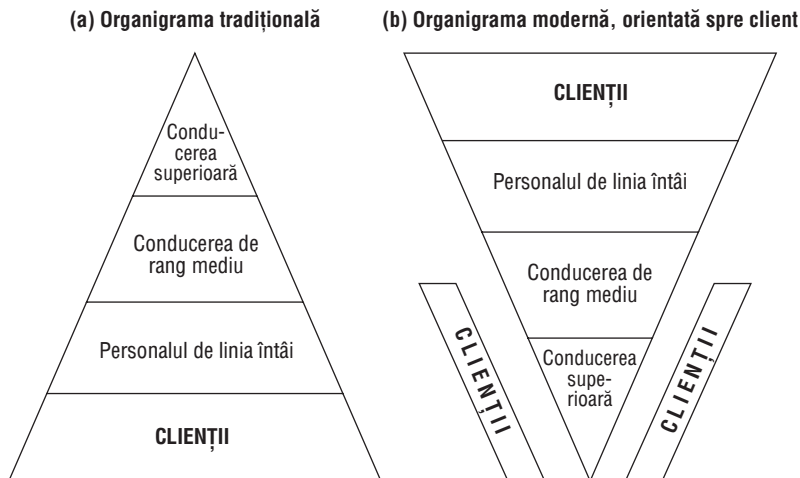 (a) Organigrama tradițională
Condu-
cerea
superioară
Conducerea de
rang mediu
Personalul de linia întâi
CLIENȚII
(b) Organigrama modernă, orientată spre client
CLIENȚII
Personalul de linia întâi
Conducerea de
rang mediu
Conducerea
supe-
rioară
CLIENȚII
CLIENȚII